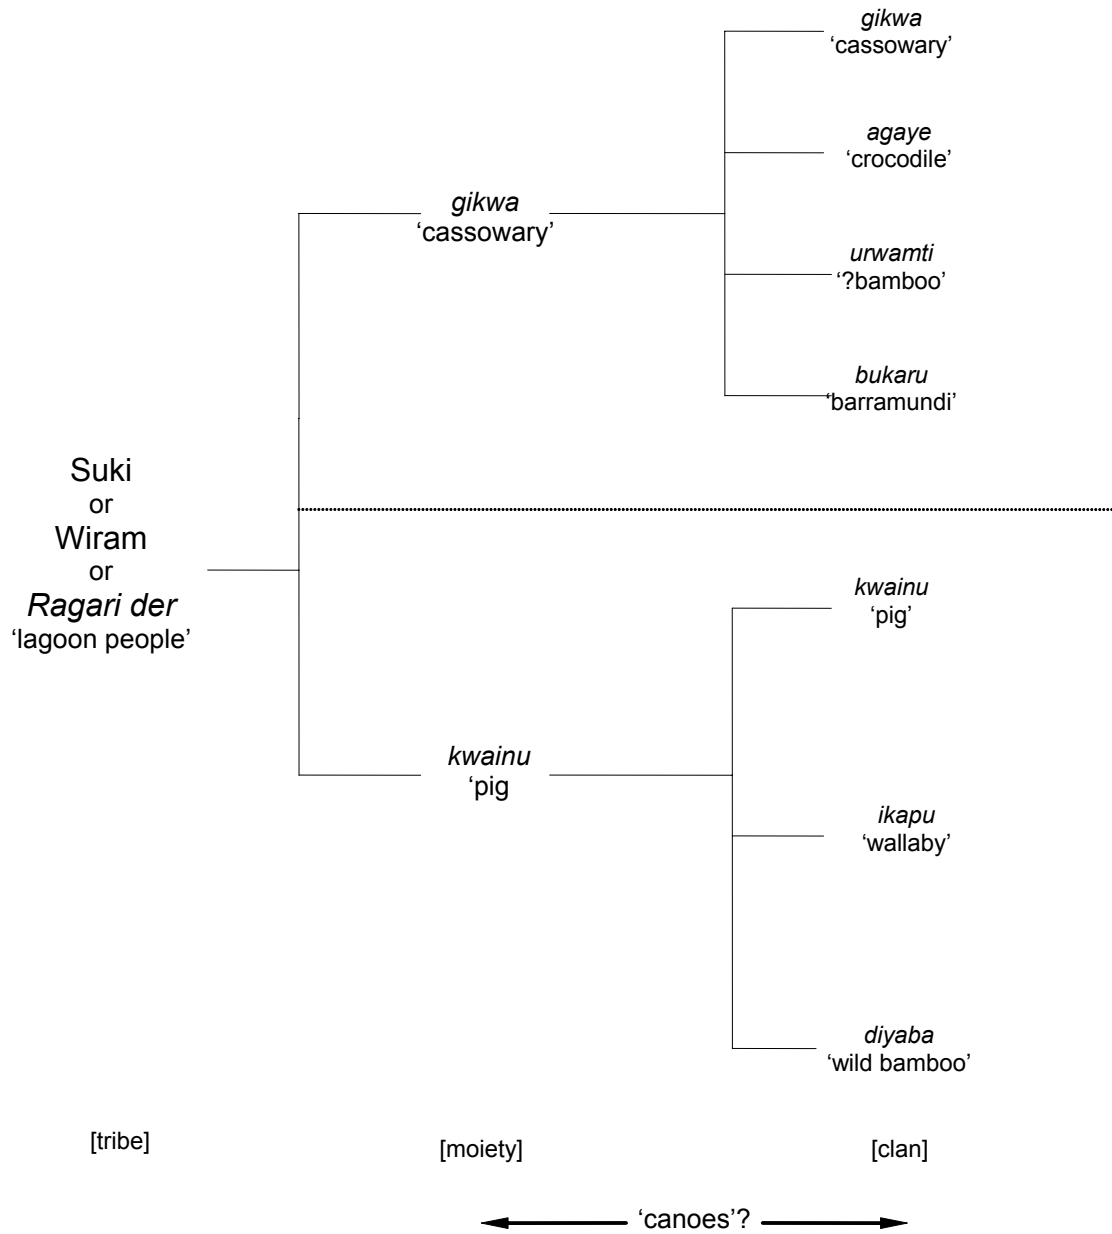 gikwa
‘cassowary’
agaye
‘crocodile’
gikwa
‘cassowary’
urwamti
‘?bamboo’
bukaru
‘barramundi’
Suki
or
Wiram
or
Ragari der
‘lagoon people’
kwainu
‘pig’
kwainu
‘pig
ikapu
‘wallaby’
diyaba
‘wild bamboo’
[tribe]
[moiety]
[clan]
‘canoes’?